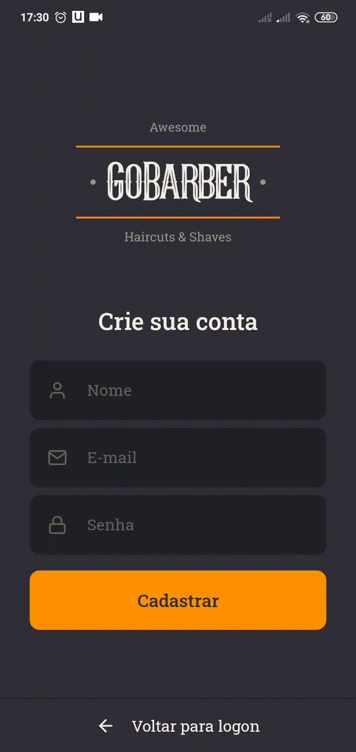 17:30
60
Awesome
GOBARBER
Haircuts & Shaves
Crie sua conta
Nome
E-mail
Senha
Cadastrar
Voltar para logon